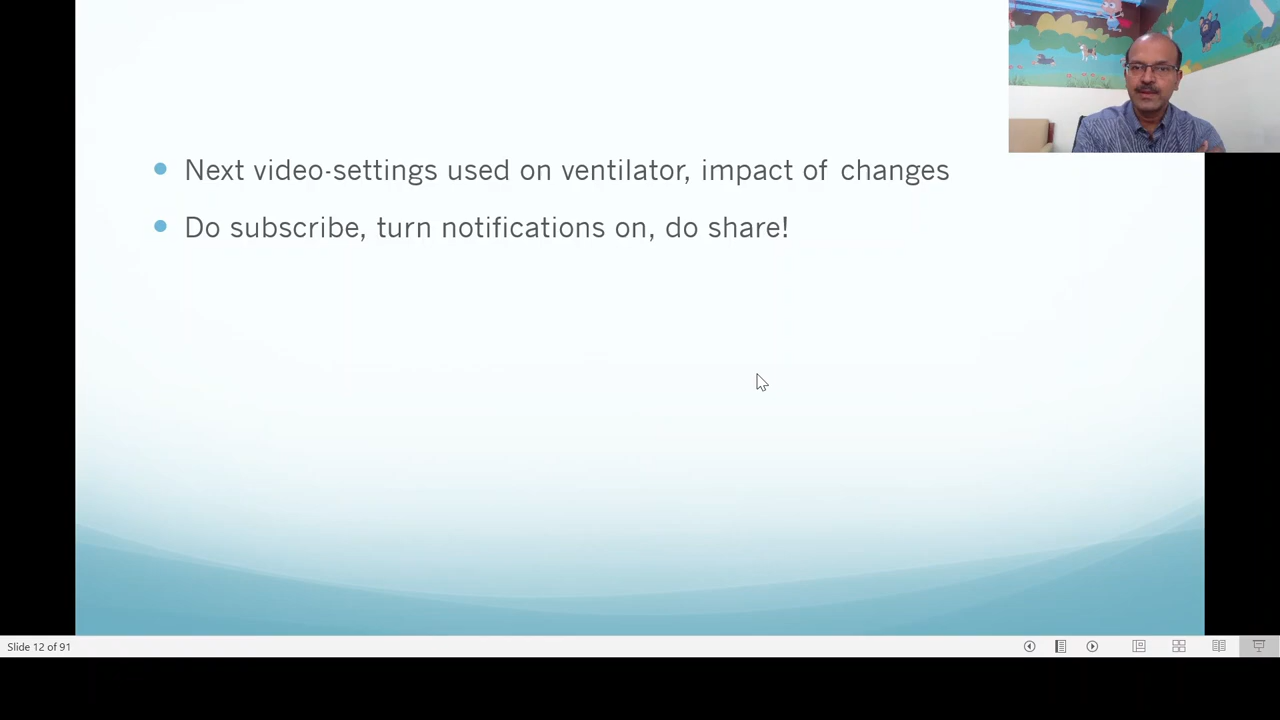 Next video-settings used on ventilator, impact of changes
Do subscribe, turn notifications on, do share!
Slide 12 of 91